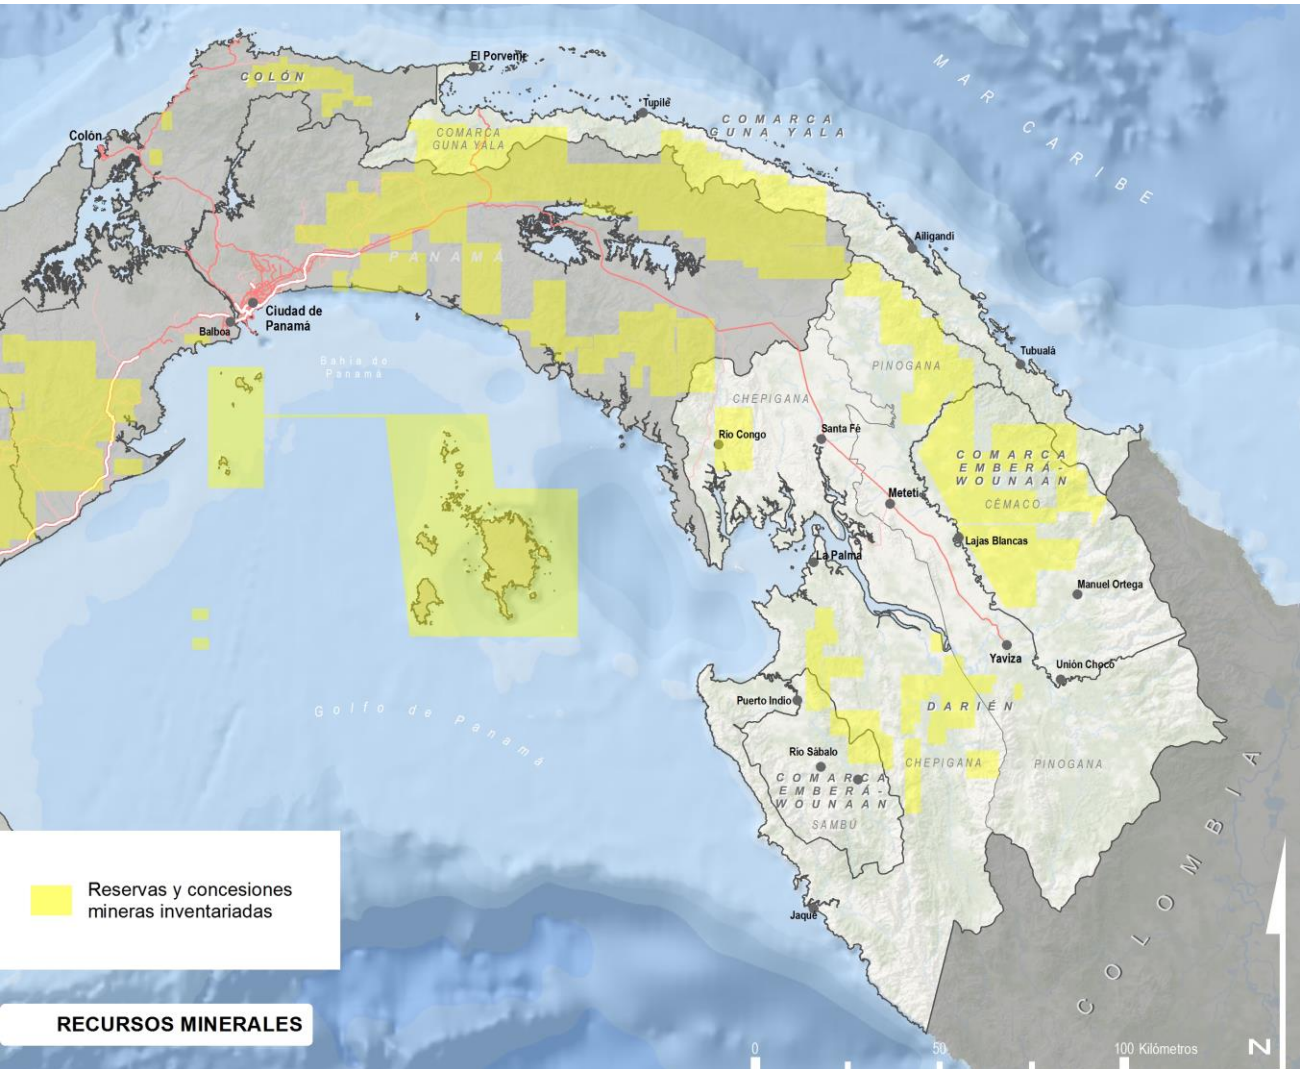 El Porvenir
COLÓN
Tupile
MAR CARIBE
COMARCA
GUNA YALA
COMARCA
GUNA YALA
Colón
Ailigandi
PANAMÁ
Ciudad de
Panamá
Balboa
Bahía de
Panamá
Tubualá
PINOGANA
CHEPIGANA
Río Congo
Santa Fé
COMARCA
EMBERÁ-
WOUNAAN
CÉMACO
Metetí
Lajas Blancas
La Palma
Manuel Ortega
Yaviza
Unión Chocó
Puerto Indio
DARIÉN
Golfo de Panamá
Río Sábalo
CHEPIGANA
PINOGANA
COMARCA
EMBERÁ-
WOUNAAN
SAMBÚ
COLOMBIA
Reservas y concesiones
mineras inventariadas
Jaqué
RECURSOS MINERALES
0 50 100 Kilómetros
N